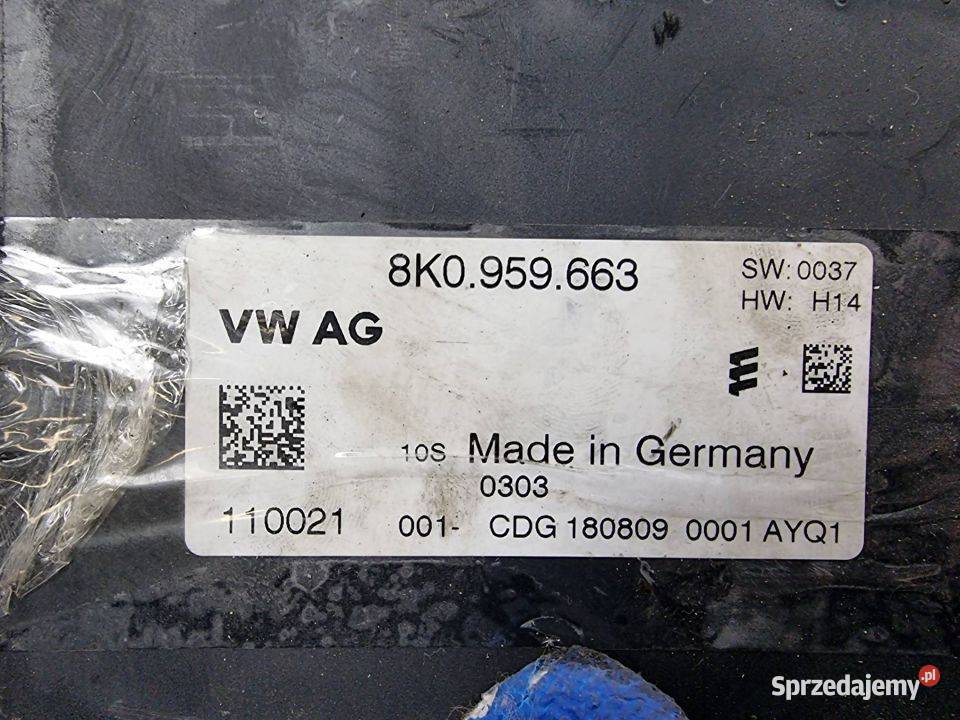 8K0.959.663
SW: 0037
HW: H14
VW AG
10S Made in Germany
0303
110021 001- CDG 180809 0001 AYQ1
Sprzedajemy.pl